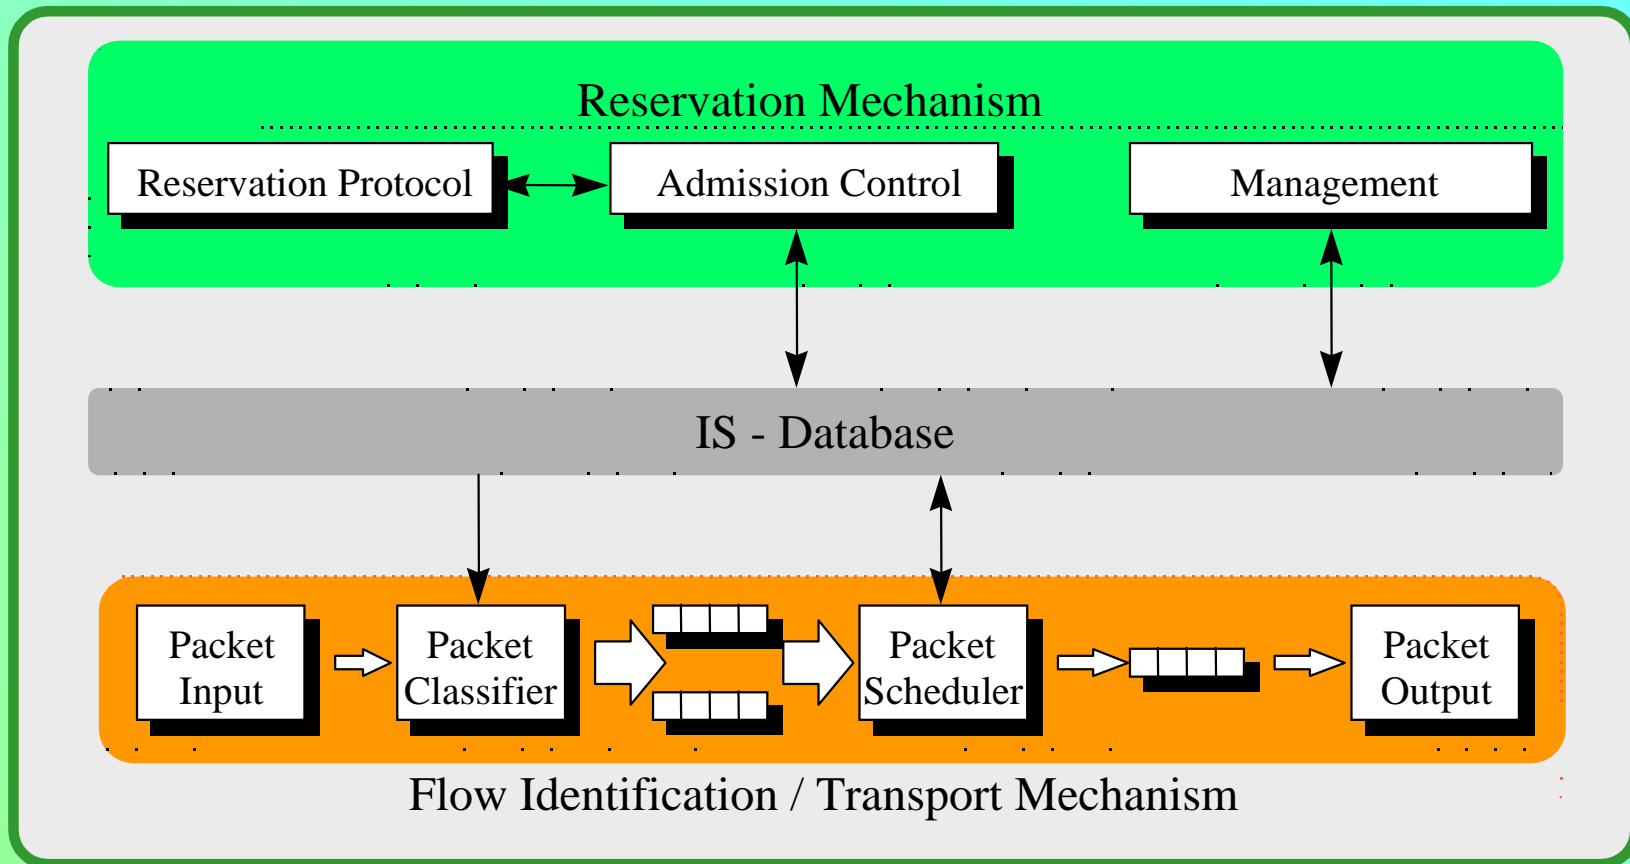 Reservation Mechanism
Reservation Protocol
Admission Control
Management
IS - Database
Packet
Input
Packet
Classifier
Packet
Scheduler
Packet
Output
Flow Identification / Transport Mechanism